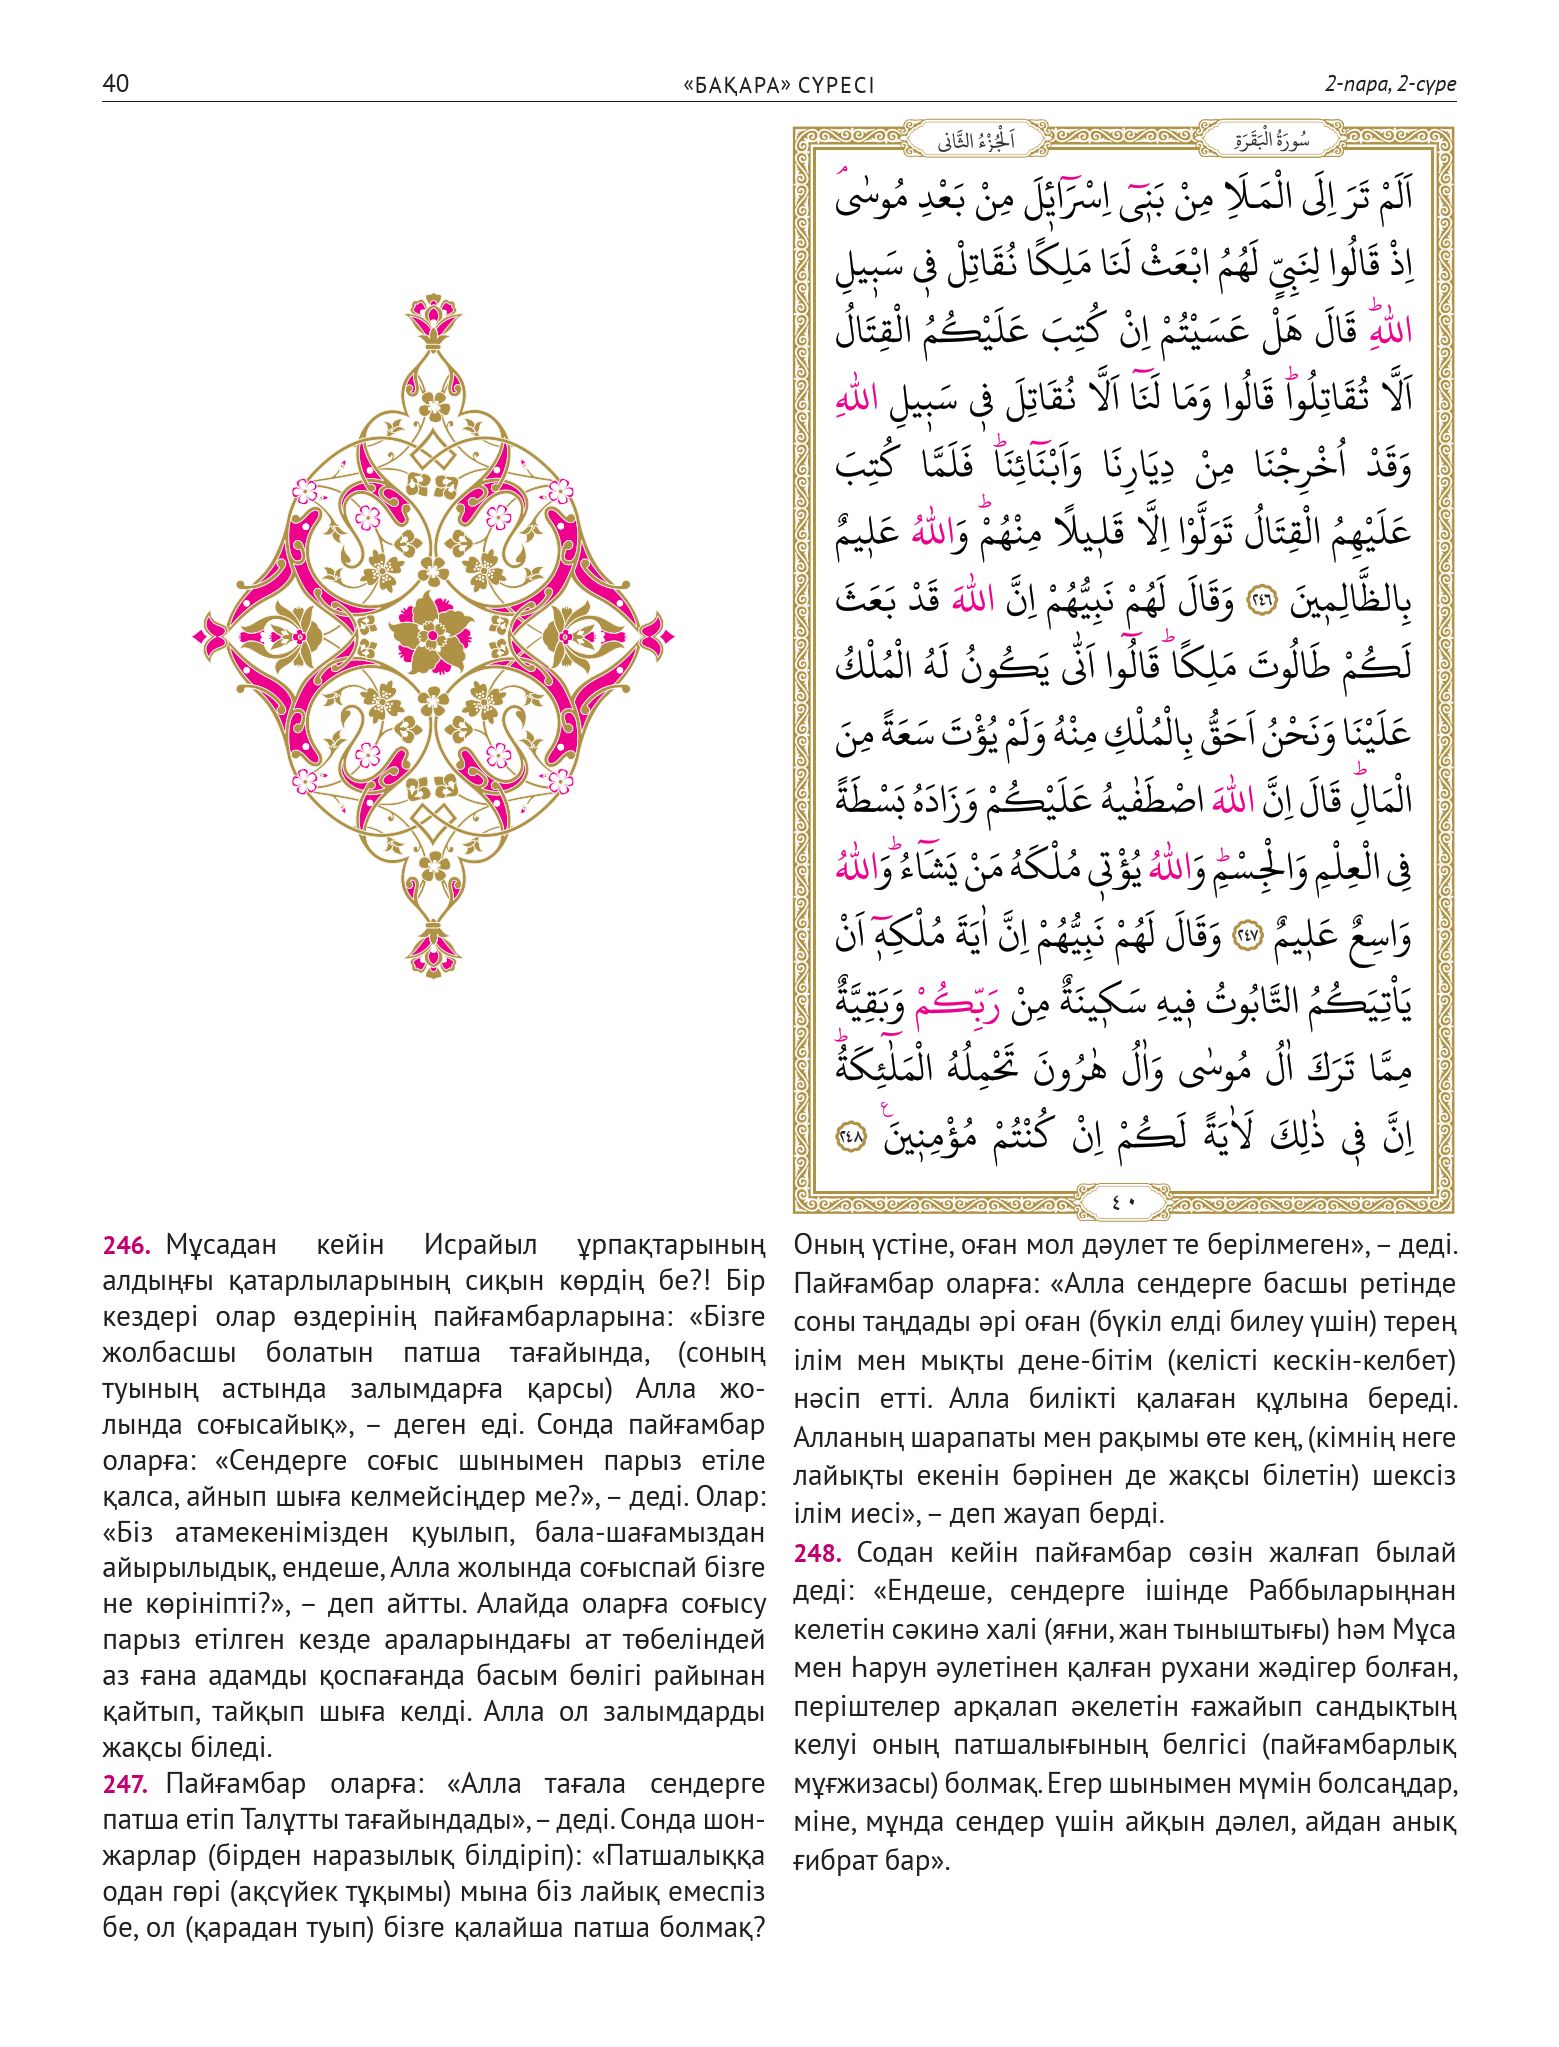 40
«БАҚАРА» СҮРЕСІ
2-пара, 2-сүре
اَلْجُزْءُ الثَّانِي
سُورَةُ الْبَقَرَةِ
اَلَمْ تَرَ اِلَى الْمَلَاِ مِنْ بَنٖٓى اِسْرَٓائٖلَ مِنْ بَعْدِ مُوسٰىۘ
اِذْ قَالُوا لِنَبِىٍّ لَهُمُ ابْعَثْ لَنَا مَلِكًا نُقَاتِلْ فٖى سَبٖيلِ
اللّٰهِؕ قَالَ هَلْ عَسَيْتُمْ اِنْ كُتِبَ عَلَيْكُمُ الْقِتَالُ
اَلَّا تُقَاتِلُواؕ قَالُوا وَمَا لَنَٓا اَلَّا نُقَاتِلَ فٖى سَبٖيلِ اللّٰهِ
وَقَدْ اُخْرِجْنَا مِنْ دِيَارِنَا وَاَبْنَٓائِنَاؕ فَلَمَّا كُتِبَ
عَلَيْهِمُ الْقِتَالُ تَوَلَّوْا اِلَّا قَلٖيلًا مِنْهُمْؕ وَاللّٰهُ عَلٖيمٌ
بِالظَّالِمٖينَ ﴿٢٤٦﴾ وَقَالَ لَهُمْ نَبِيُّهُمْ اِنَّ اللّٰهَ قَدْ بَعَثَ
لَكُمْ طَالُوتَ مَلِكًاؕ قَالُٓوا اَنّٰى يَكُونُ لَهُ الْمُلْكُ
عَلَيْنَا وَنَحْنُ اَحَقُّ بِالْمُلْكِ مِنْهُ وَلَمْ يُؤْتَ سَعَةً مِنَ
الْمَالِؕ قَالَ اِنَّ اللّٰهَ اصْطَفٰيهُ عَلَيْكُمْ وَزَادَهُ بَسْطَةً
فِى الْعِلْمِ وَالْجِسْمِؕ وَاللّٰهُ يُؤْتٖى مُلْكَهُ مَنْ يَشَٓاءُؕ وَاللّٰهُ
وَاسِعٌ عَلٖيمٌ ﴿٢٤٧﴾ وَقَالَ لَهُمْ نَبِيُّهُمْ اِنَّ اٰيَةَ مُلْكِهٖٓ اَنْ
يَاْتِيَكُمُ التَّابُوتُ فٖيهِ سَكٖينَةٌ مِنْ رَبِّكُمْ وَبَقِيَّةٌ
مِمَّا تَرَكَ اٰلُ مُوسٰى وَاٰلُ هٰرُونَ تَحْمِلُهُ الْمَلٰٓئِكَةُؕ
اِنَّ فٖى ذٰلِكَ لَاٰيَةً لَكُمْ اِنْ كُنْتُمْ مُؤْمِنٖينَ ࣖ ﴿٢٤٨﴾
٤٠
246. Мұсадан кейін Исрайыл ұрпақтарының
алдыңғы қатарлыларының сиқын көрдің бе?! Бір
кездері олар өздерінің пайғамбарларына: «Бізге
жолбасшы болатын патша тағайында, (соның
туының астында залымдарға қарсы) Алла жо-
лында соғысайық», – деген еді. Сонда пайғамбар
оларға: «Сендерге соғыс шынымен парыз етіле
қалса, айнып шыға келмейсіңдер ме?», – деді. Олар:
«Біз атамекенімізден қуылып, бала-шағамыздан
айырылыдық, ендеше, Алла жолында соғыспай бізге
не көрініпті?», – деп айтты. Алайда оларға соғысу
парыз етілген кезде араларындағы ат төбеліндей
аз ғана адамды қоспағанда басым бөлігі райынан
қайтып, тайқып шыға келді. Алла ол залымдарды
жақсы біледі.
247. Пайғамбар оларға: «Алла тағала сендерге
патша етіп Талұтты тағайындады», – деді. Сонда шон-
жарлар (бірден наразылық білдіріп): «Патшалыққа
одан гөрі (ақсүйек тұқымы) мына біз лайық емеспіз
бе, ол (қарадан туып) бізге қалайша патша болмақ?
Оның үстіне, оған мол дәулет те берілмеген», – деді.
Пайғамбар оларға: «Алла сендерге басшы ретінде
соны таңдады әрі оған (бүкіл елді билеу үшін) терең
ілім мен мықты дене-бітім (келісті кескін-келбет)
нәсіп етті. Алла билікті қалаған құлына береді.
Алланың шарапаты мен рақымы өте кең, (кімнің неге
лайықты екенін бәрінен де жақсы білетін) шексіз
ілім иесі», – деп жауап берді.
248. Содан кейін пайғамбар сөзін жалғап былай
деді: «Ендеше, сендерге ішінде Раббыларыңнан
келетін сәкинә халі (яғни, жан тыныштығы) һәм Мұса
мен Һарун әулетінен қалған рухани жәдігер болған,
періштелер арқалап әкелетін ғажайып сандықтың
келуі оның патшалығының белгісі (пайғамбарлық
мұғжизасы) болмақ. Егер шынымен мүмін болсаңдар,
міне, мұнда сендер үшін айқын дәлел, айдан анық
ғибрат бар».